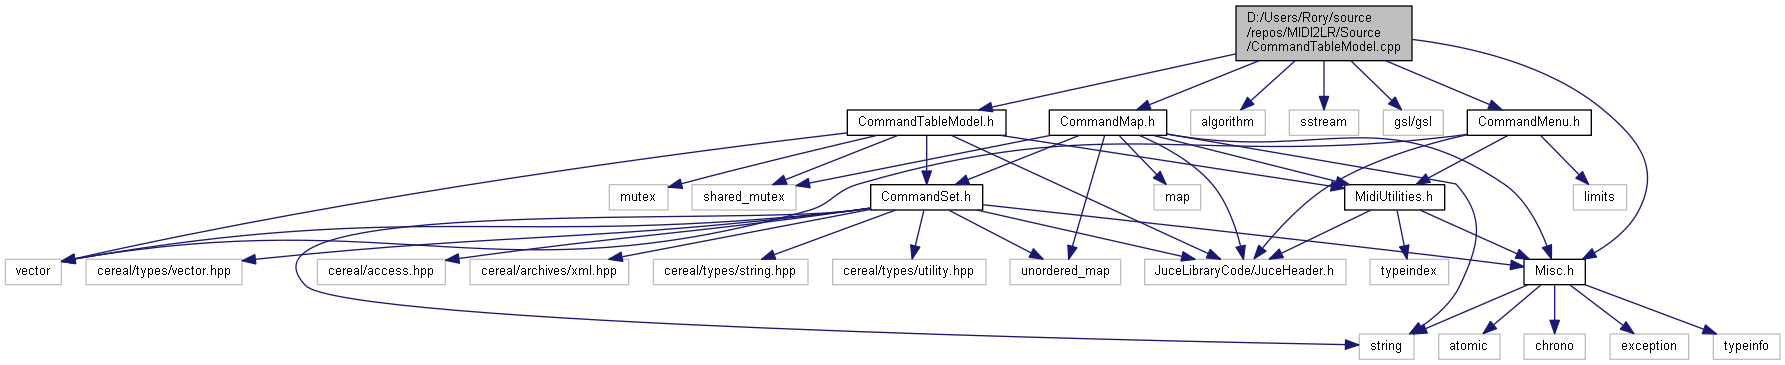 D:/Users/Rory/source
/repos/MIDI2LR/Source
/CommandTableModel.cpp
CommandTableModel.h
CommandMap.h
algorithm
sstream
gsl/gsl
CommandMenu.h
mutex
shared_mutex
CommandSet.h
map
MidiUtilities.h
limits
vector
cereal/types/vector.hpp
cereal/access.hpp
cereal/archives/xml.hpp
cereal/types/string.hpp
cereal/types/utility.hpp
unordered_map
JuceLibraryCode/JuceHeader.h
typeindex
Misc.h
string
atomic
chrono
exception
typeinfo